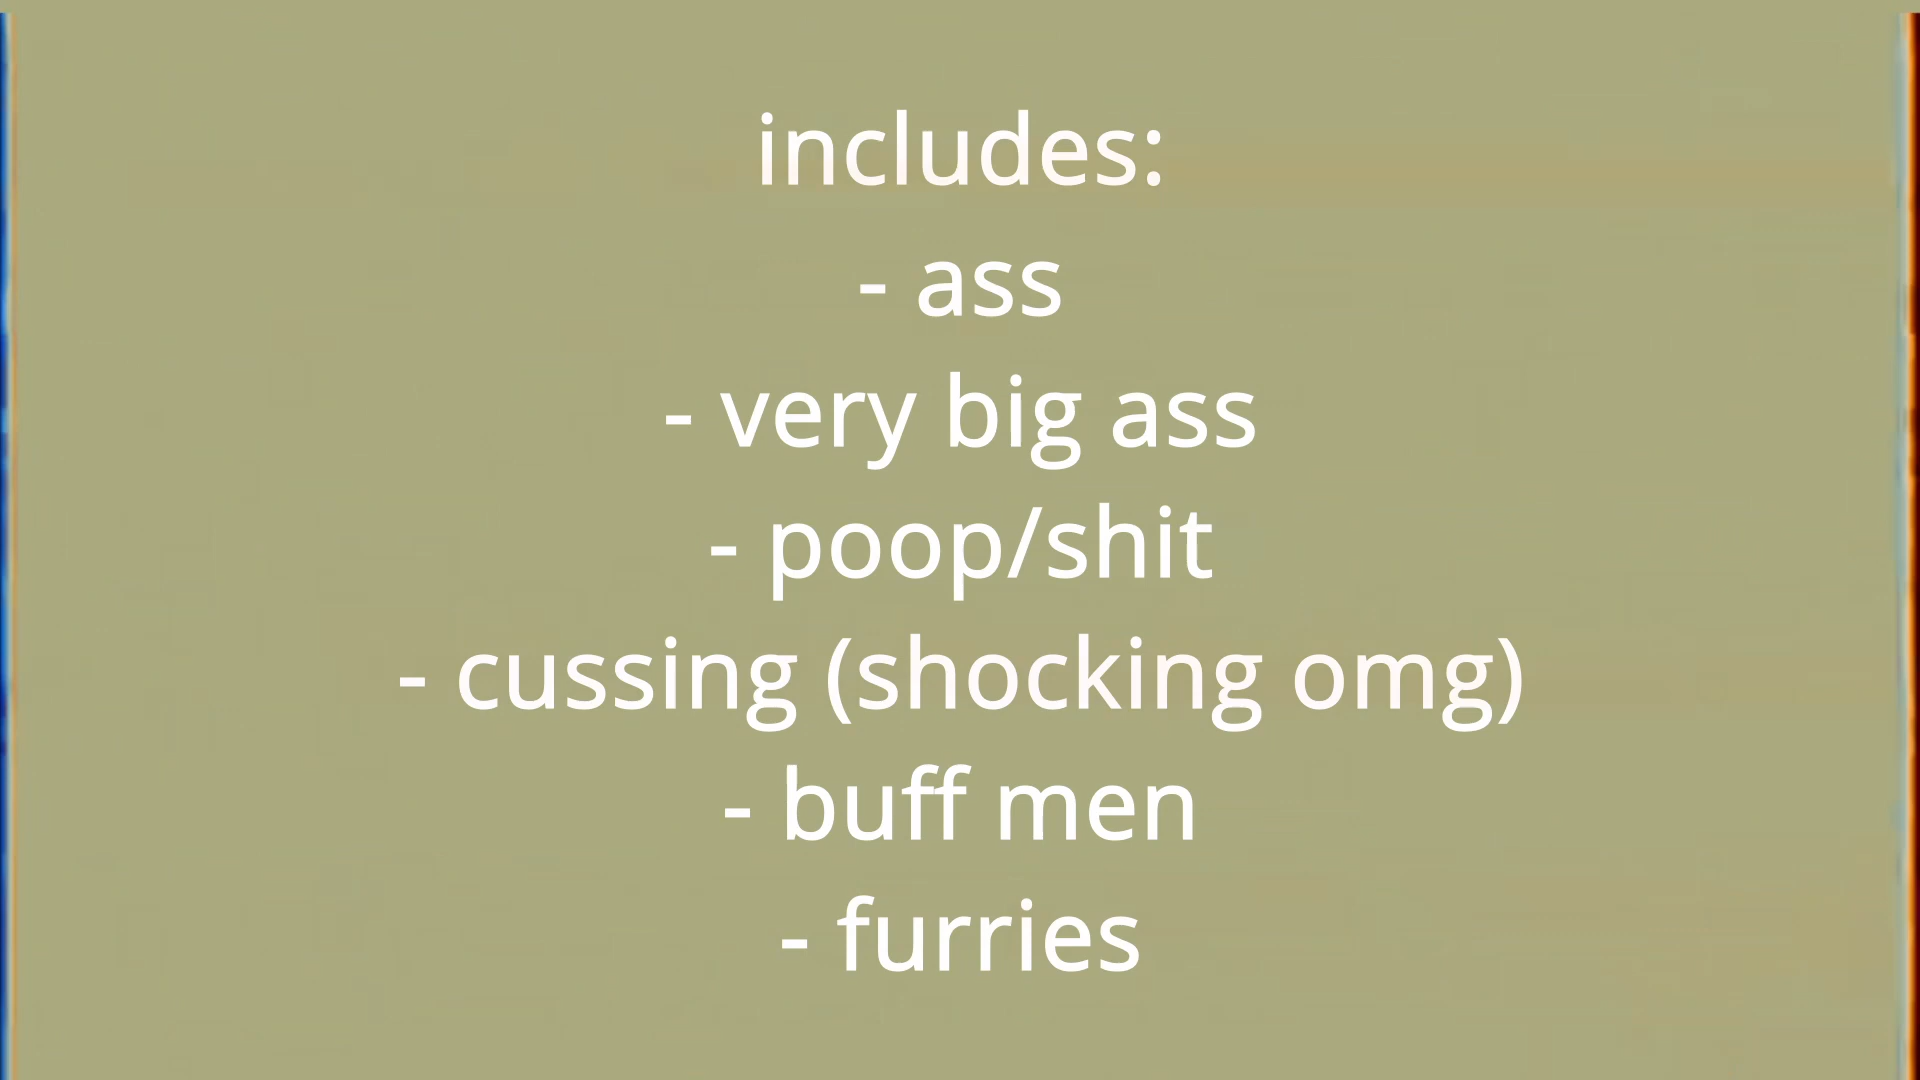 includes:
- ass
- very big ass
- poop/shit
- cussing (shocking omg)
- buff men
- furries